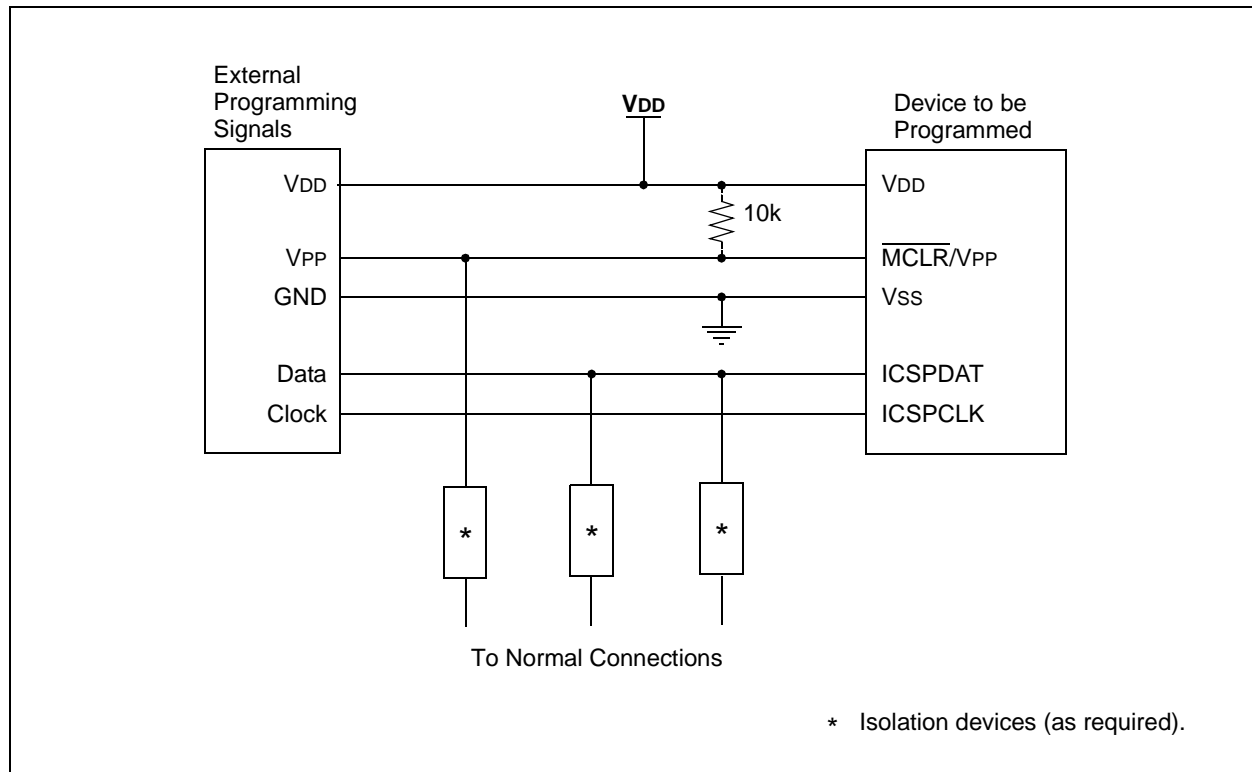 External
Programming
Signals
VDD
Device to be
Programmed
VDD
VDD
10k
VPP
MCLR/VPP
GND
VSS
Data
ICSPDAT
Clock
ICSPCLK
*
*
*
To Normal Connections
* Isolation devices (as required).